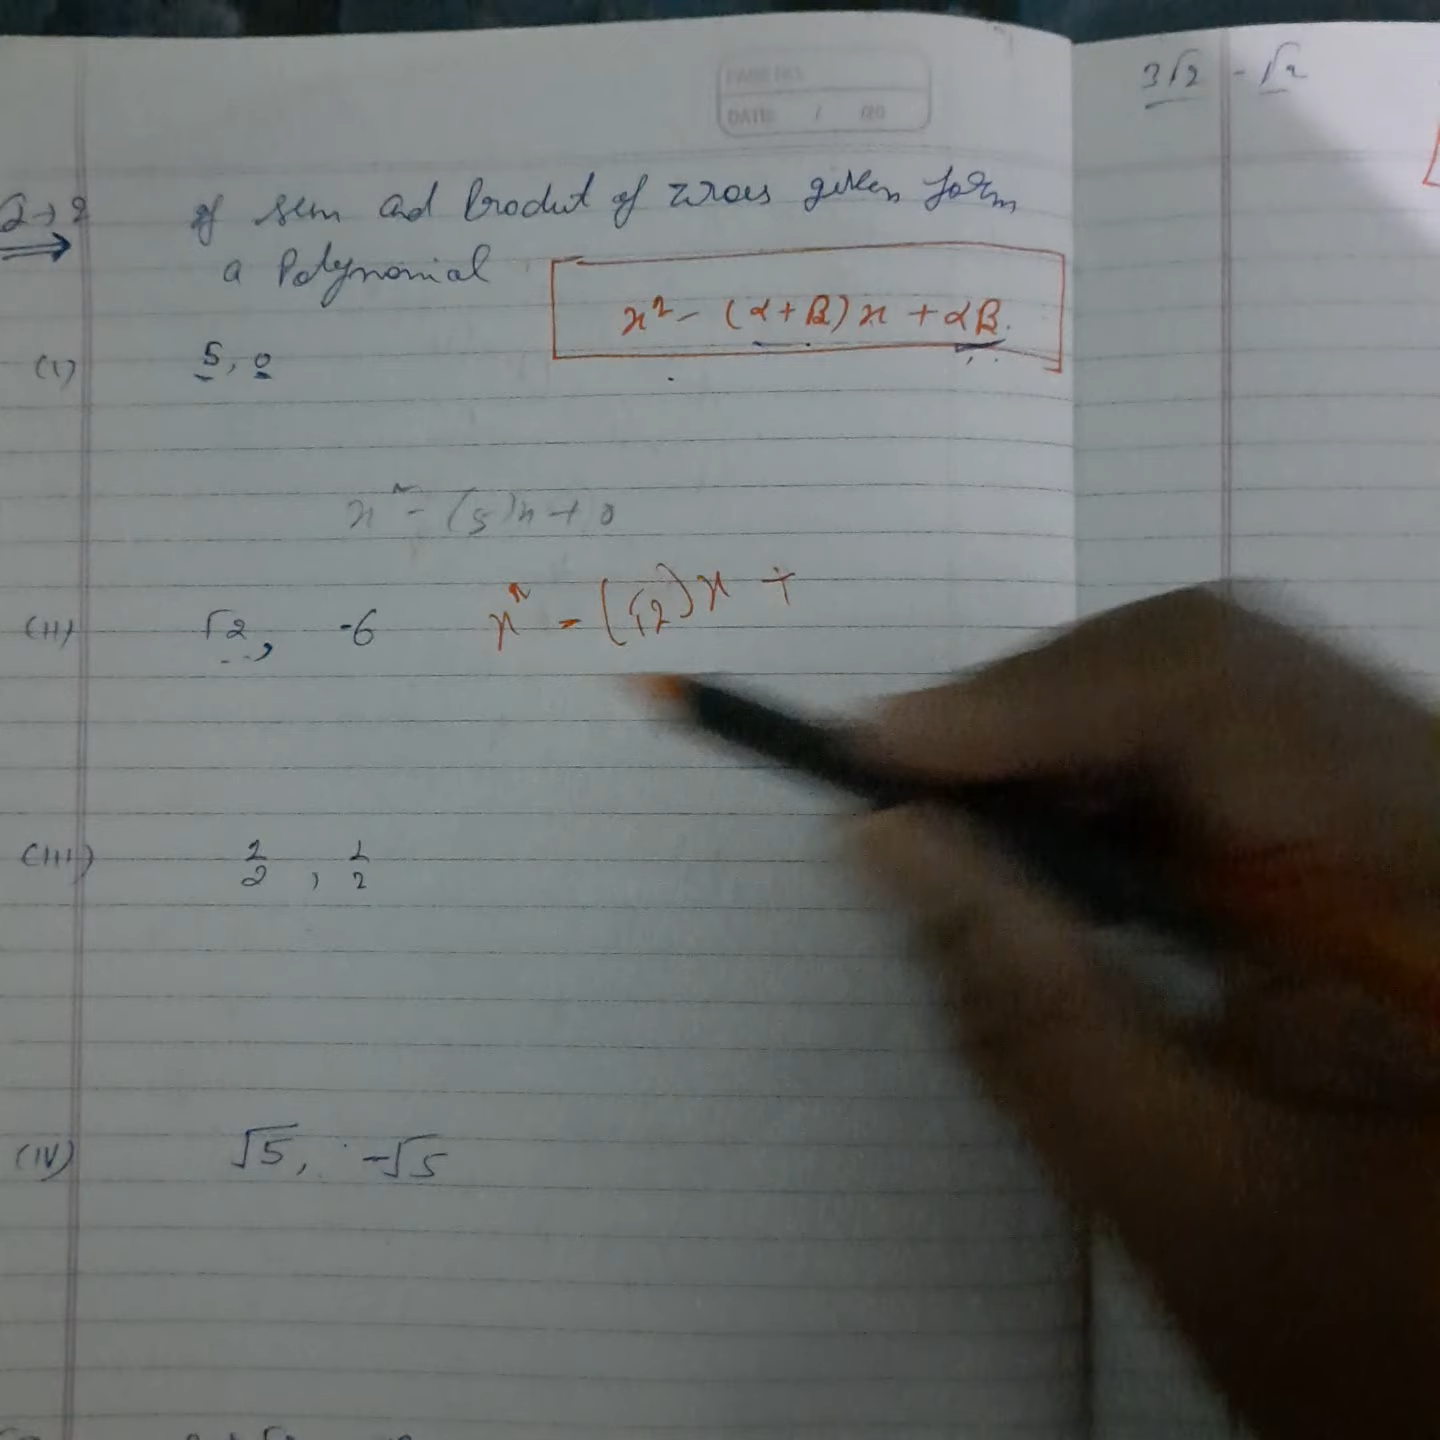 PAGE NO.
DATE: / /20
3√2 - √2
Q→2 If sum and Product of zeroes given form
a Polynomial
x² - (α+β)x + αβ.
(I) 5, 0
x² - (5)x + 0
(II) √2, -6 x² - (√2)x +
(III) 1/2, 1/2
(IV) √5, -√5